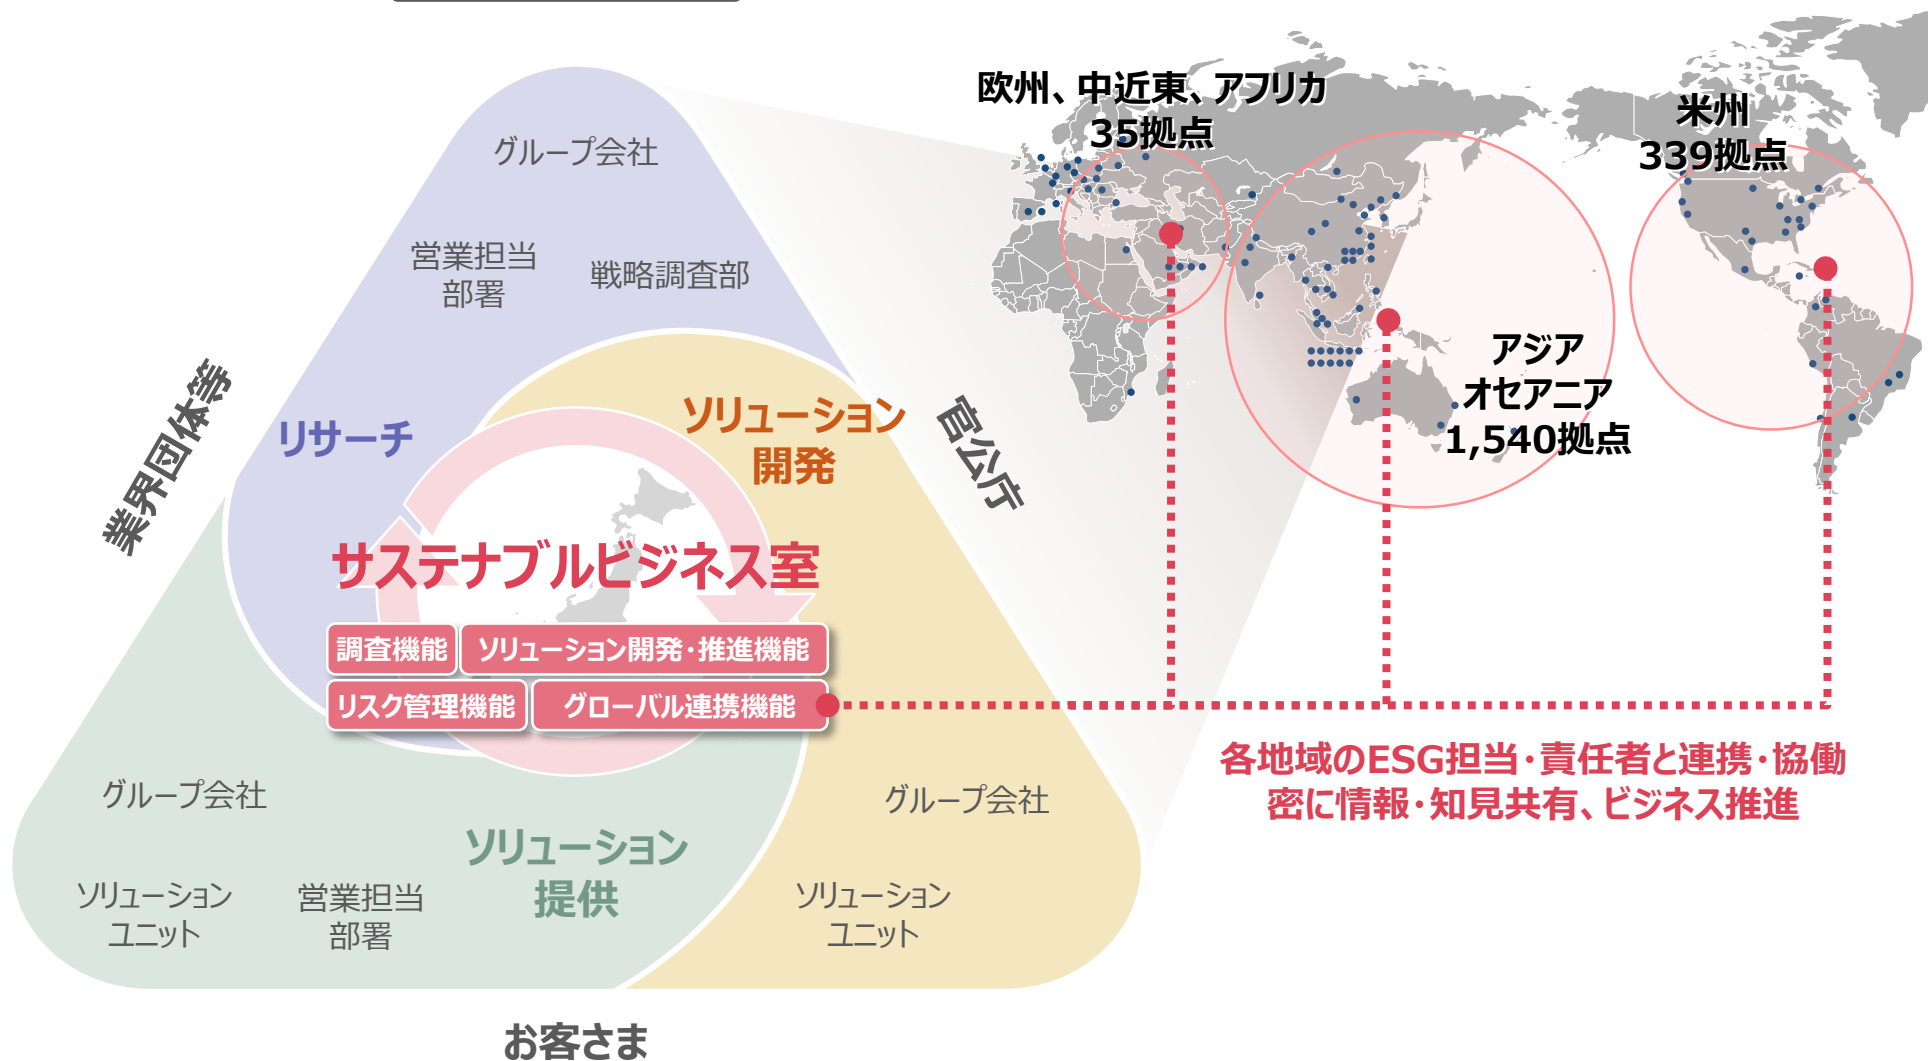 グループ会社
営業担当
部署
戦略調査部
リサーチ
ソリューション
開発
業界団体等
官公庁
サステナブルビジネス室
調査機能
ソリューション開発・推進機能
リスク管理機能
グローバル連携機能
グループ会社
ソリューション
ユニット
営業担当
部署
ソリューション
提供
グループ会社
ソリューション
ユニット
お客さま
欧州、中近東、アフリカ
35拠点
アジア
オセアニア
1,540拠点
米州
339拠点
各地域のESG担当・責任者と連携・協働
密に情報・知見共有、ビジネス推進